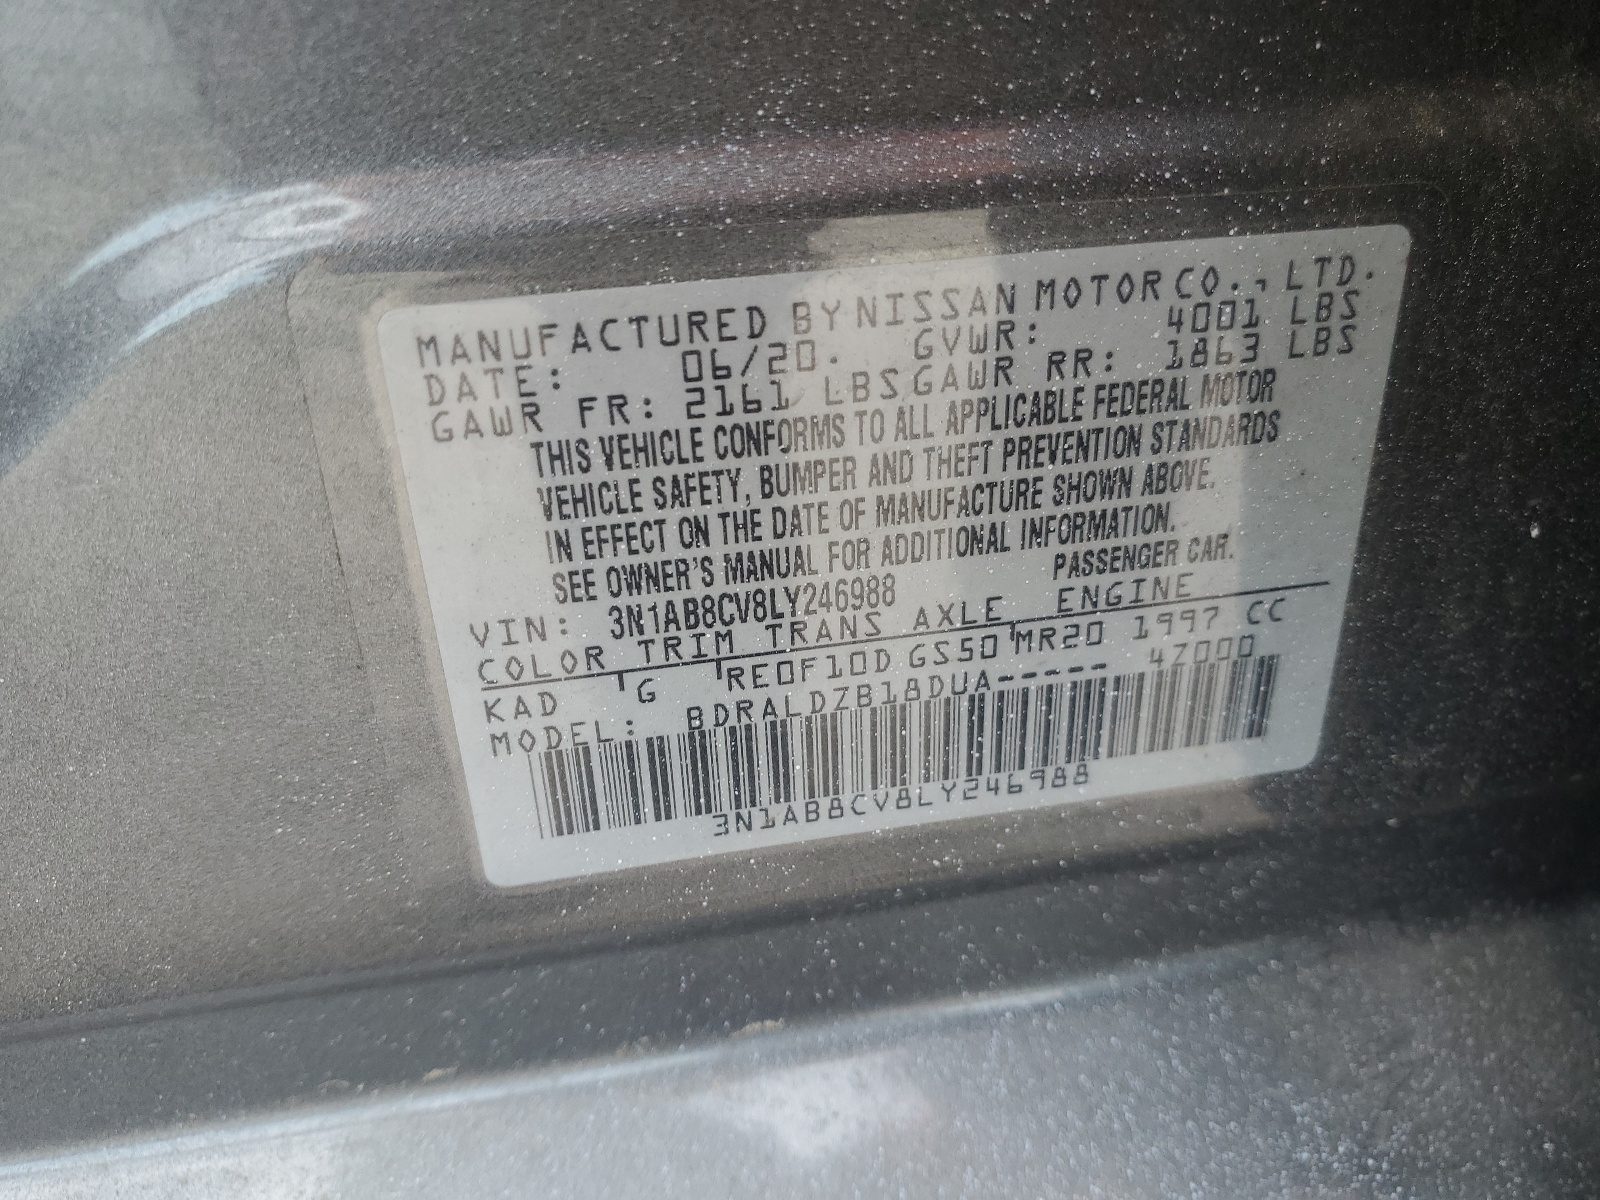 MANUFACTURED BY NISSAN MOTOR CO., LTD.
DATE: 06/20. GVWR: 4001 LBS
GAWR FR: 2161 LBS GAWR RR: 1863 LBS
THIS VEHICLE CONFORMS TO ALL APPLICABLE FEDERAL MOTOR
VEHICLE SAFETY, BUMPER AND THEFT PREVENTION STANDARDS
IN EFFECT ON THE DATE OF MANUFACTURE SHOWN ABOVE.
SEE OWNER'S MANUAL FOR ADDITIONAL INFORMATION.
VIN: 3N1AB8CV8LY246988 PASSENGER CAR.
COLOR TRIM TRANS AXLE ENGINE
KAD G RE0F10D GS50 MR20 1997 CC
MODEL: BDRALDZB18DUA----- 47000
3N1AB8CV8LY246988